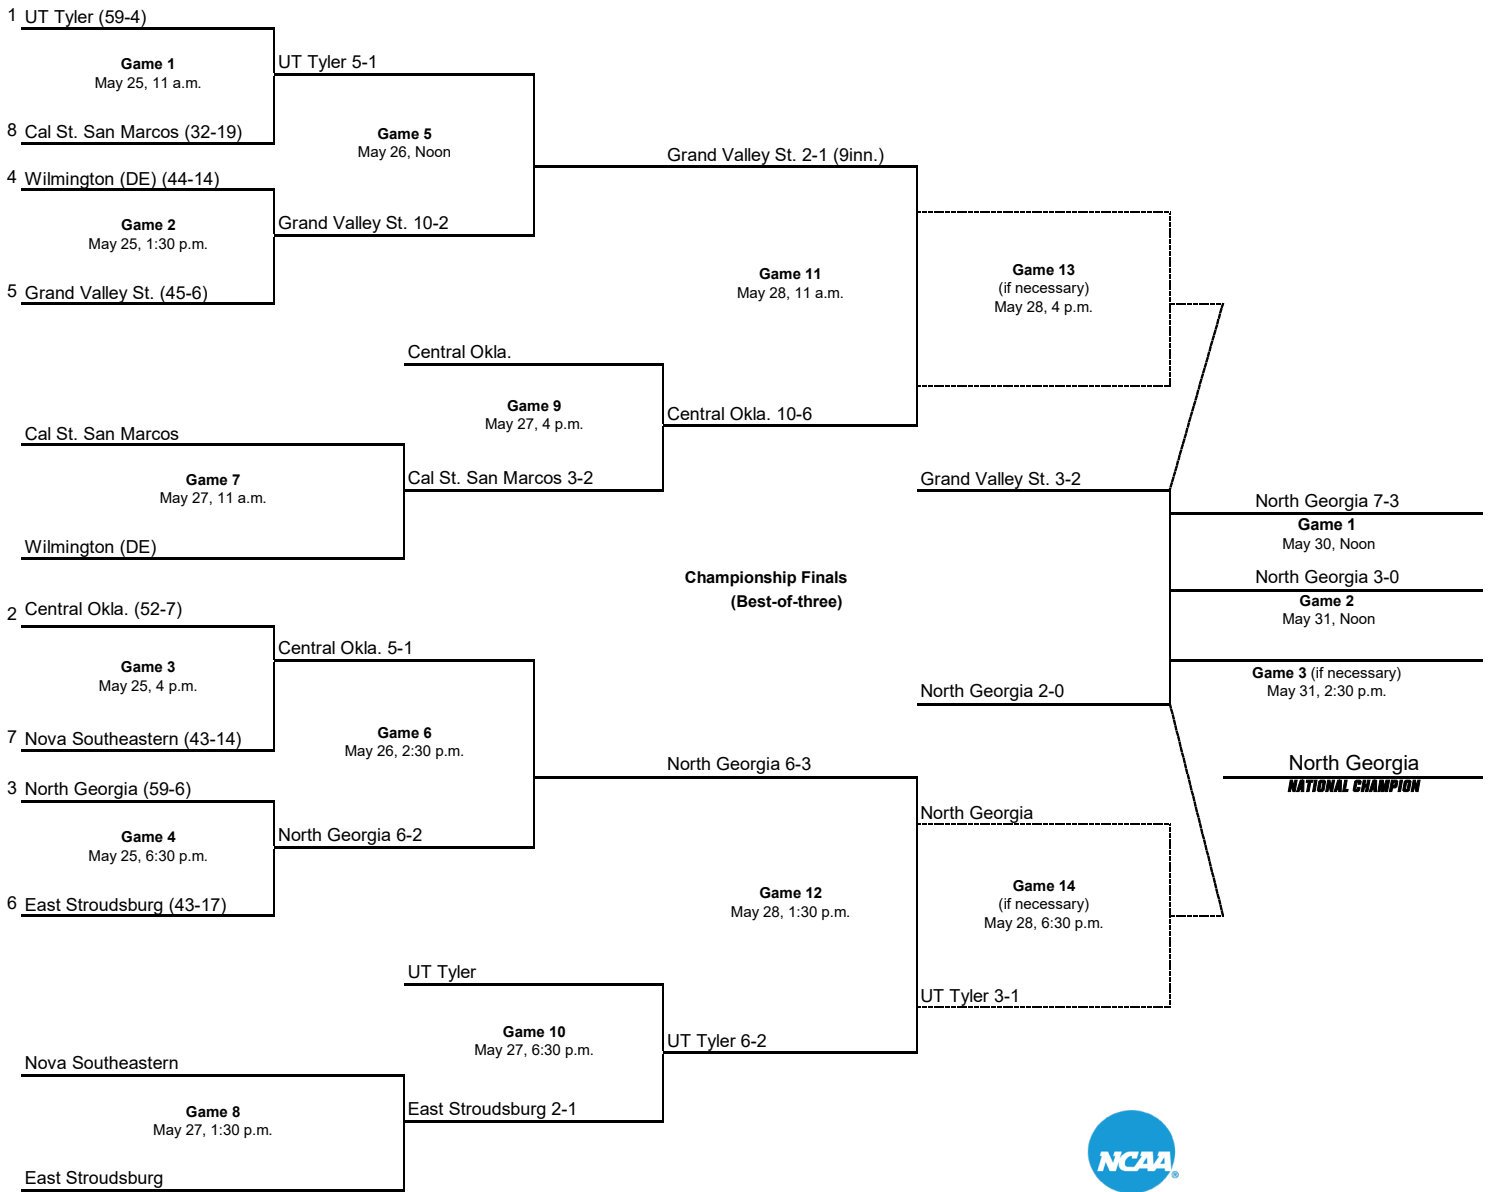 1 UT Tyler (59-4)
Game 1
May 25, 11 a.m.
8 Cal St. San Marcos (32-19)
UT Tyler 5-1
Game 5
May 26, Noon
4 Wilmington (DE) (44-14)
Game 2
May 25, 1:30 p.m.
5 Grand Valley St. (45-6)
Grand Valley St. 10-2
Grand Valley St. 2-1 (9inn.)
Game 11
May 28, 11 a.m.
Game 13
(if necessary)
May 28, 4 p.m.
Central Okla.
Game 9
May 27, 4 p.m.
Central Okla. 10-6
Cal St. San Marcos
Game 7
May 27, 11 a.m.
Cal St. San Marcos 3-2
Wilmington (DE)
Grand Valley St. 3-2
North Georgia 7-3
Game 1
May 30, Noon
North Georgia 3-0
Game 2
May 31, Noon
Game 3 (if necessary)
May 31, 2:30 p.m.
Championship Finals
(Best-of-three)
2 Central Okla. (52-7)
Game 3
May 25, 4 p.m.
7 Nova Southeastern (43-14)
Central Okla. 5-1
Game 6
May 26, 2:30 p.m.
3 North Georgia (59-6)
Game 4
May 25, 6:30 p.m.
6 East Stroudsburg (43-17)
North Georgia 6-2
North Georgia 6-3
North Georgia 2-0
North Georgia
NATIONAL CHAMPION
North Georgia
Game 12
May 28, 1:30 p.m.
Game 14
(if necessary)
May 28, 6:30 p.m.
UT Tyler 3-1
UT Tyler
Game 10
May 27, 6:30 p.m.
UT Tyler 6-2
Nova Southeastern
Game 8
May 27, 1:30 p.m.
East Stroudsburg 2-1
East Stroudsburg
NCAA®